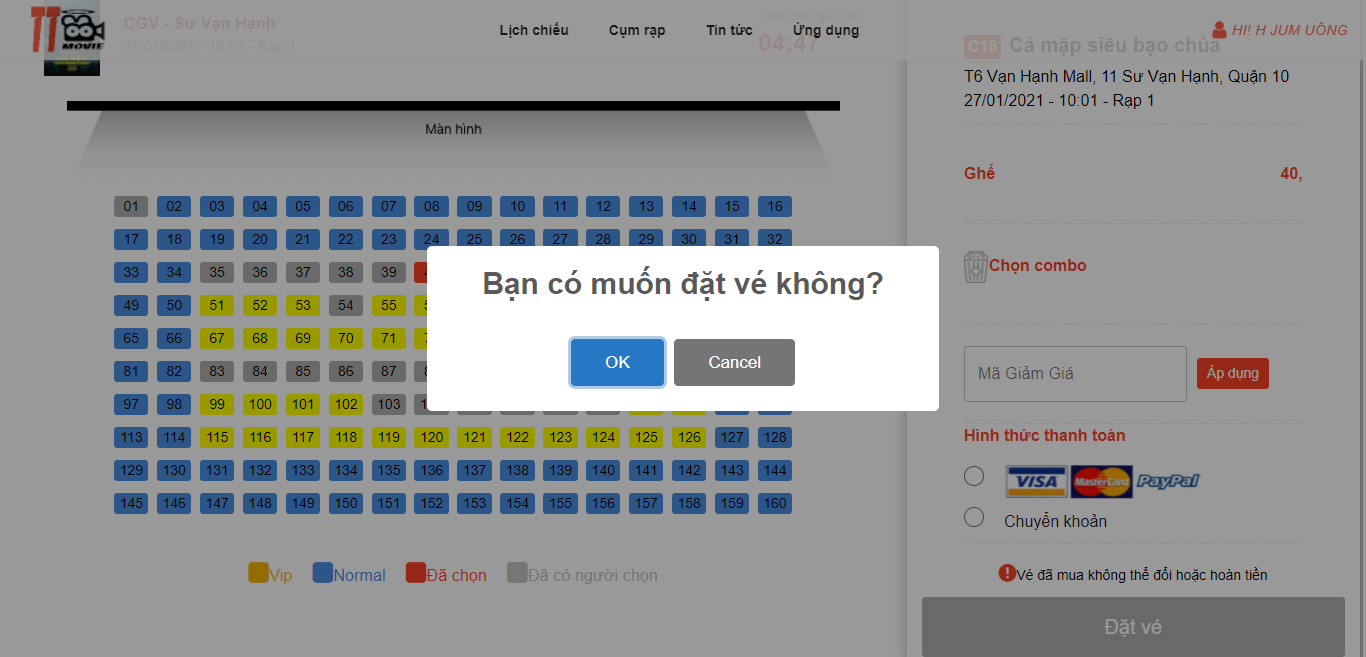 TT MOVIE
CGV - Sư Vạn Hạnh
27/01/2021 - 10:01 - Rạp 1
Lịch chiếu Cụm rạp Tin tức Ứng dụng
04:47
HI! H JUM UÔNG
C16 Cá mập siêu bạo chúa
T6 Vạn Hạnh Mall, 11 Sư Vạn Hạnh, Quận 10
27/01/2021 - 10:01 - Rạp 1
Màn hình
01 02 03 04 05 06 07 08 09 10 11 12 13 14 15 16
17 18 19 20 21 22 23 24 25 26 27 28 29 30 31 32
33 34 35 36 37 38 39
49 50 51 52 53 54 55
65 66 67 68 69 70 71
81 82 83 84 85 86 87
97 98 99 100 101 102 103
113 114 115 116 117 118 119 120 121 122 123 124 125 126 127 128
129 130 131 132 133 134 135 136 137 138 139 140 141 142 143 144
145 146 147 148 149 150 151 152 153 154 155 156 157 158 159 160
Vip Normal Đã chọn Đã có người chọn
Bạn có muốn đặt vé không?
OK Cancel
Ghế 40,
Chọn combo
Mã Giảm Giá Áp dụng
Hình thức thanh toán
VISA MasterCard PayPal
Chuyển khoản
Vé đã mua không thể đổi hoặc hoàn tiền
Đặt vé